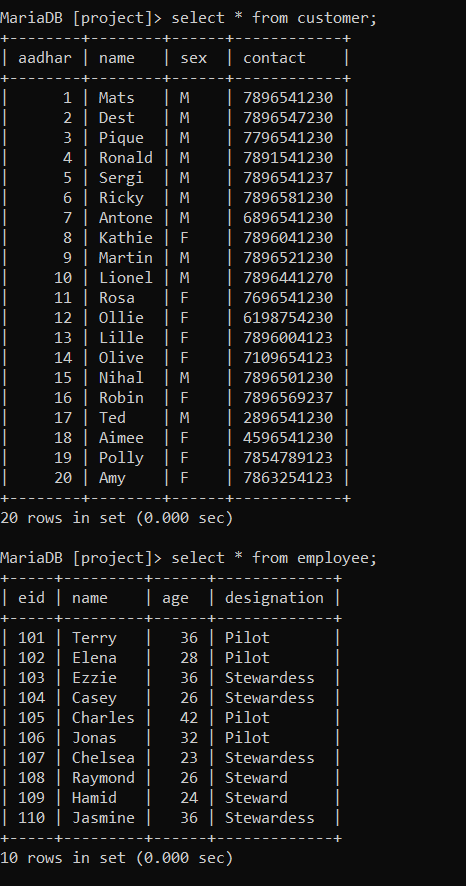 MariaDB [project]> select * from customer;
+--------+--------+------+------------+
| aadhar | name   | sex  | contact    |
+--------+--------+------+------------+
|      1 | Mats   | M    | 7896541230 |
|      2 | Dest   | M    | 7896547230 |
|      3 | Pique  | M    | 7796541230 |
|      4 | Ronald | M    | 7891541230 |
|      5 | Sergi  | M    | 7896541237 |
|      6 | Ricky  | M    | 7896581230 |
|      7 | Antone | M    | 6896541230 |
|      8 | Kathie | F    | 7896041230 |
|      9 | Martin | M    | 7896521230 |
|     10 | Lionel | M    | 7896441270 |
|     11 | Rosa   | F    | 7696541230 |
|     12 | Ollie  | F    | 6198754230 |
|     13 | Lille  | F    | 7896004123 |
|     14 | Olive  | F    | 7109654123 |
|     15 | Nihal  | M    | 7896501230 |
|     16 | Robin  | F    | 7896569237 |
|     17 | Ted    | M    | 2896541230 |
|     18 | Aimee  | F    | 4596541230 |
|     19 | Polly  | F    | 7854789123 |
|     20 | Amy    | F    | 7863254123 |
+--------+--------+------+------------+
20 rows in set (0.000 sec)
MariaDB [project]> select * from employee;
+-----+---------+------+-------------+
| eid | name    | age  | designation |
+-----+---------+------+-------------+
| 101 | Terry   |   36 | Pilot       |
| 102 | Elena   |   28 | Pilot       |
| 103 | Ezzie   |   36 | Stewardess  |
| 104 | Casey   |   26 | Stewardess  |
| 105 | Charles |   42 | Pilot       |
| 106 | Jonas   |   32 | Pilot       |
| 107 | Chelsea |   23 | Stewardess  |
| 108 | Raymond |   26 | Steward     |
| 109 | Hamid   |   24 | Steward     |
| 110 | Jasmine |   36 | Stewardess  |
+-----+---------+------+-------------+
10 rows in set (0.000 sec)